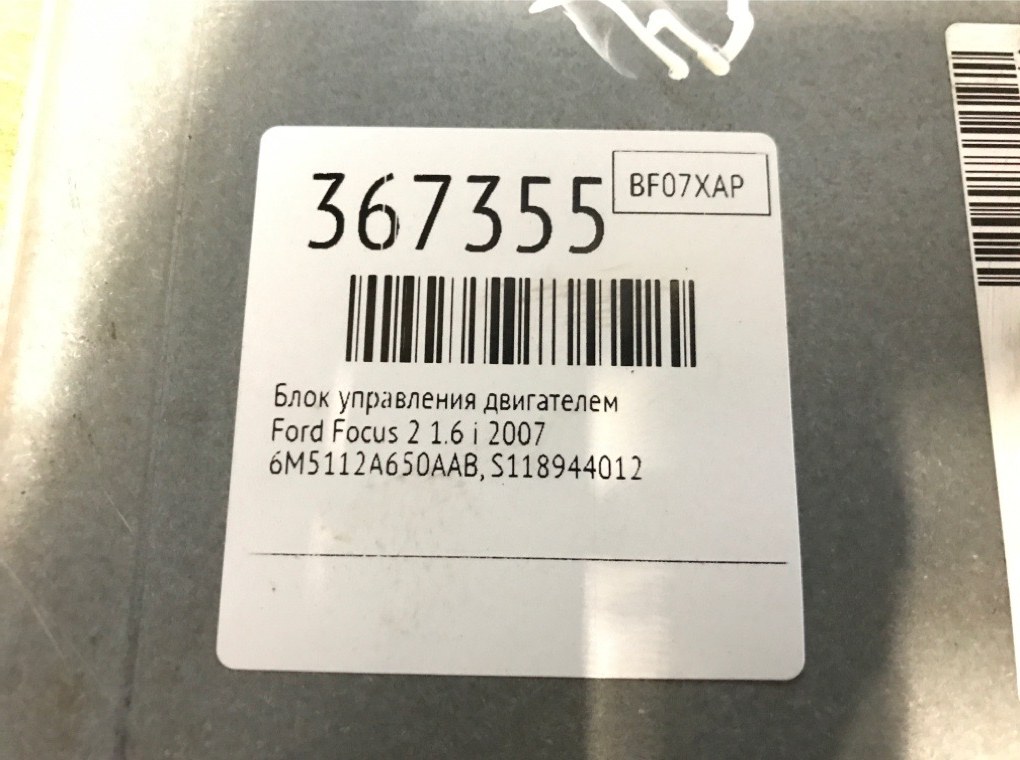 367355
BF07XAP
Блок управления двигателем
Ford Focus 2 1.6 i 2007
6M5112A650AAB, S118944012